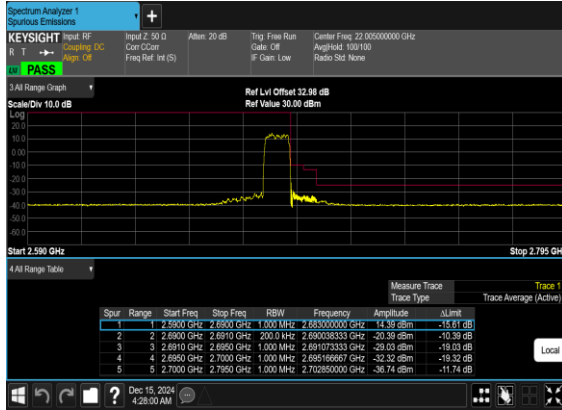 Spectrum Analyzer 1
Spurious Emissions
+
KEYSIGHT Input: RF Input Z: 50 Ω Atten: 20 dB Trig: Free Run Center Freq: 22.005000000 GHz
R T Coupling: DC Corr CCorr Gate: Off Avg|Hold: 100/100
Align: Off Freq Ref: Int (S) IF Gain: Low Radio Std: None
PASS
3 All Range Graph
Ref Lvl Offset 32.98 dB
Scale/Div 10.0 dB Ref Value 30.00 dBm
Log
20.0
10.0
0.00
-10.0
-20.0
-30.0
-40.0
-50.0
-60.0
Start 2.590 GHz Stop 2.795 GHz
4 All Range Table
Measure Trace Trace 1
Trace Type Trace Average (Active)
Spur Range Start Freq Stop Freq RBW Frequency Amplitude ΔLimit
1 1 2.5900 GHz 2.6900 GHz 1.000 MHz 2.683000000 GHz 14.39 dBm -15.61 dB
2 2 2.6900 GHz 2.6910 GHz 200.0 kHz 2.690038333 GHz -20.39 dBm -10.39 dB
3 3 2.6910 GHz 2.6950 GHz 1.000 MHz 2.691073333 GHz -29.03 dBm -19.03 dB
4 4 2.6950 GHz 2.7000 GHz 1.000 MHz 2.695166667 GHz -32.32 dBm -19.32 dB
5 5 2.7000 GHz 2.7950 GHz 1.000 MHz 2.702850000 GHz -36.74 dBm -11.74 dB
Local
? Dec 15, 2024
4:28:00 AM